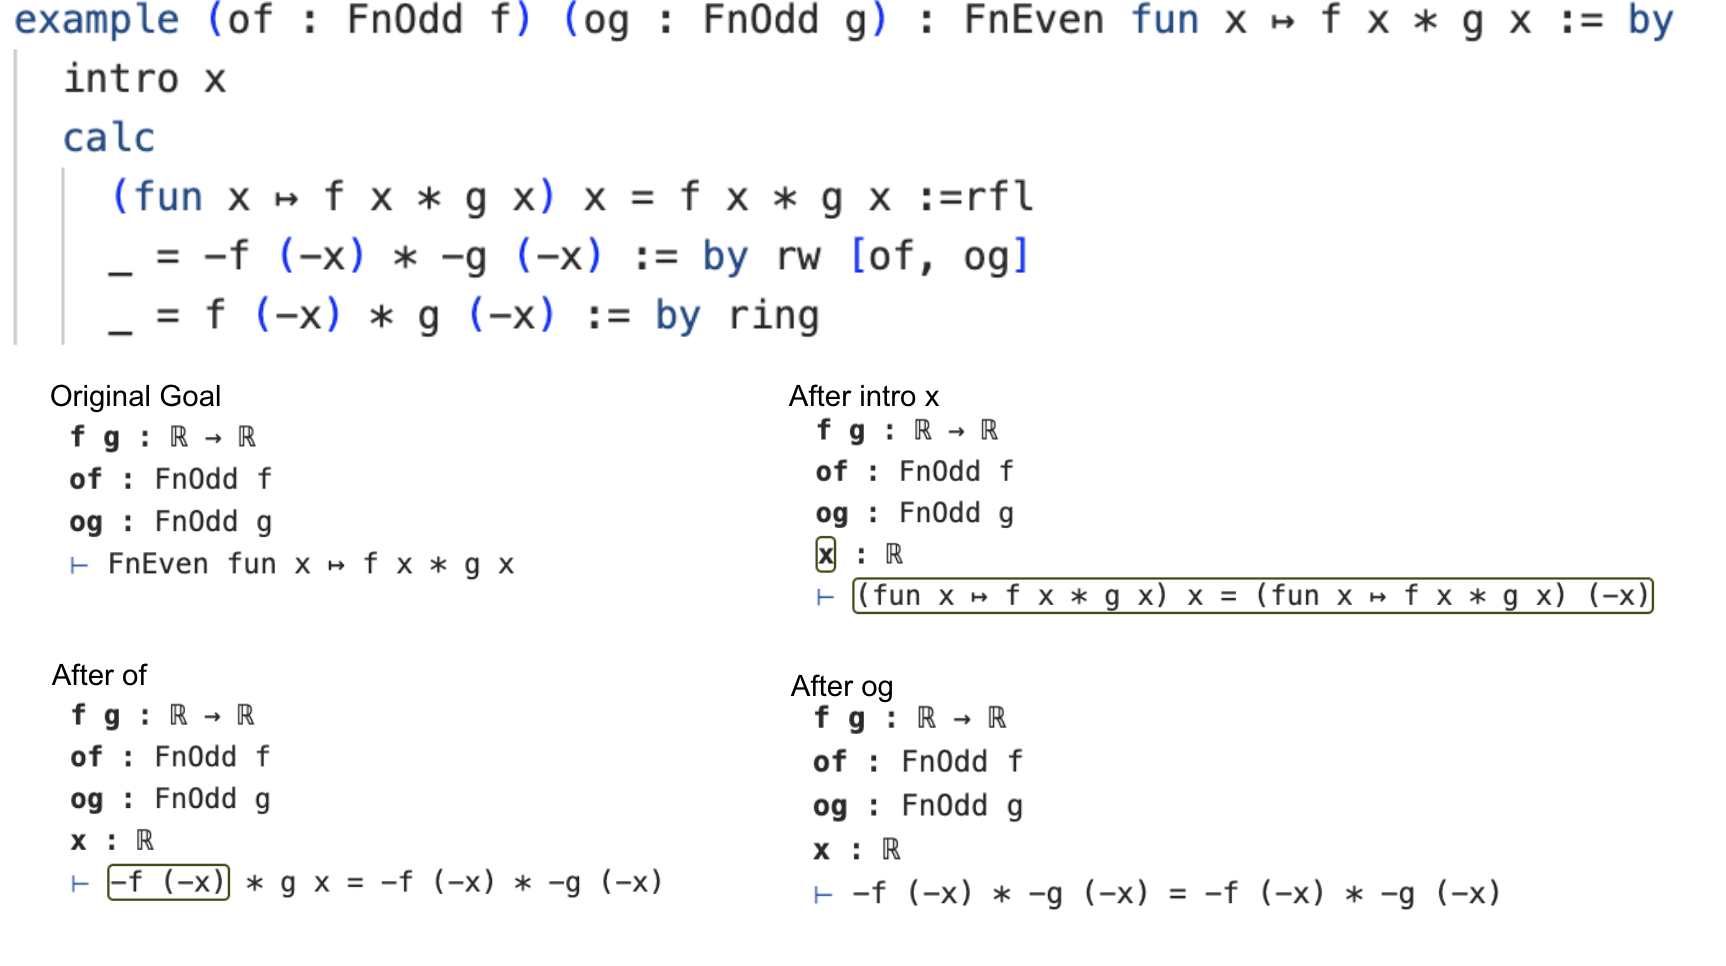 example (of : FnOdd f) (og : FnOdd g) : FnEven fun x ↦ f x * g x := by
intro x
calc
(fun x ↦ f x * g x) x = f x * g x :=rfl
_ = -f (-x) * -g (-x) := by rw [of, og]
_ = f (-x) * g (-x) := by ring
Original Goal
f g : ℝ → ℝ
of : FnOdd f
og : FnOdd g
⊢ FnEven fun x ↦ f x * g x
After intro x
f g : ℝ → ℝ
of : FnOdd f
og : FnOdd g
x : ℝ
⊢ (fun x ↦ f x * g x) x = (fun x ↦ f x * g x) (-x)
After of
f g : ℝ → ℝ
of : FnOdd f
og : FnOdd g
x : ℝ
⊢ -f (-x) * g x = -f (-x) * -g (-x)
After og
f g : ℝ → ℝ
of : FnOdd f
og : FnOdd g
x : ℝ
⊢ -f (-x) * -g (-x) = -f (-x) * -g (-x)